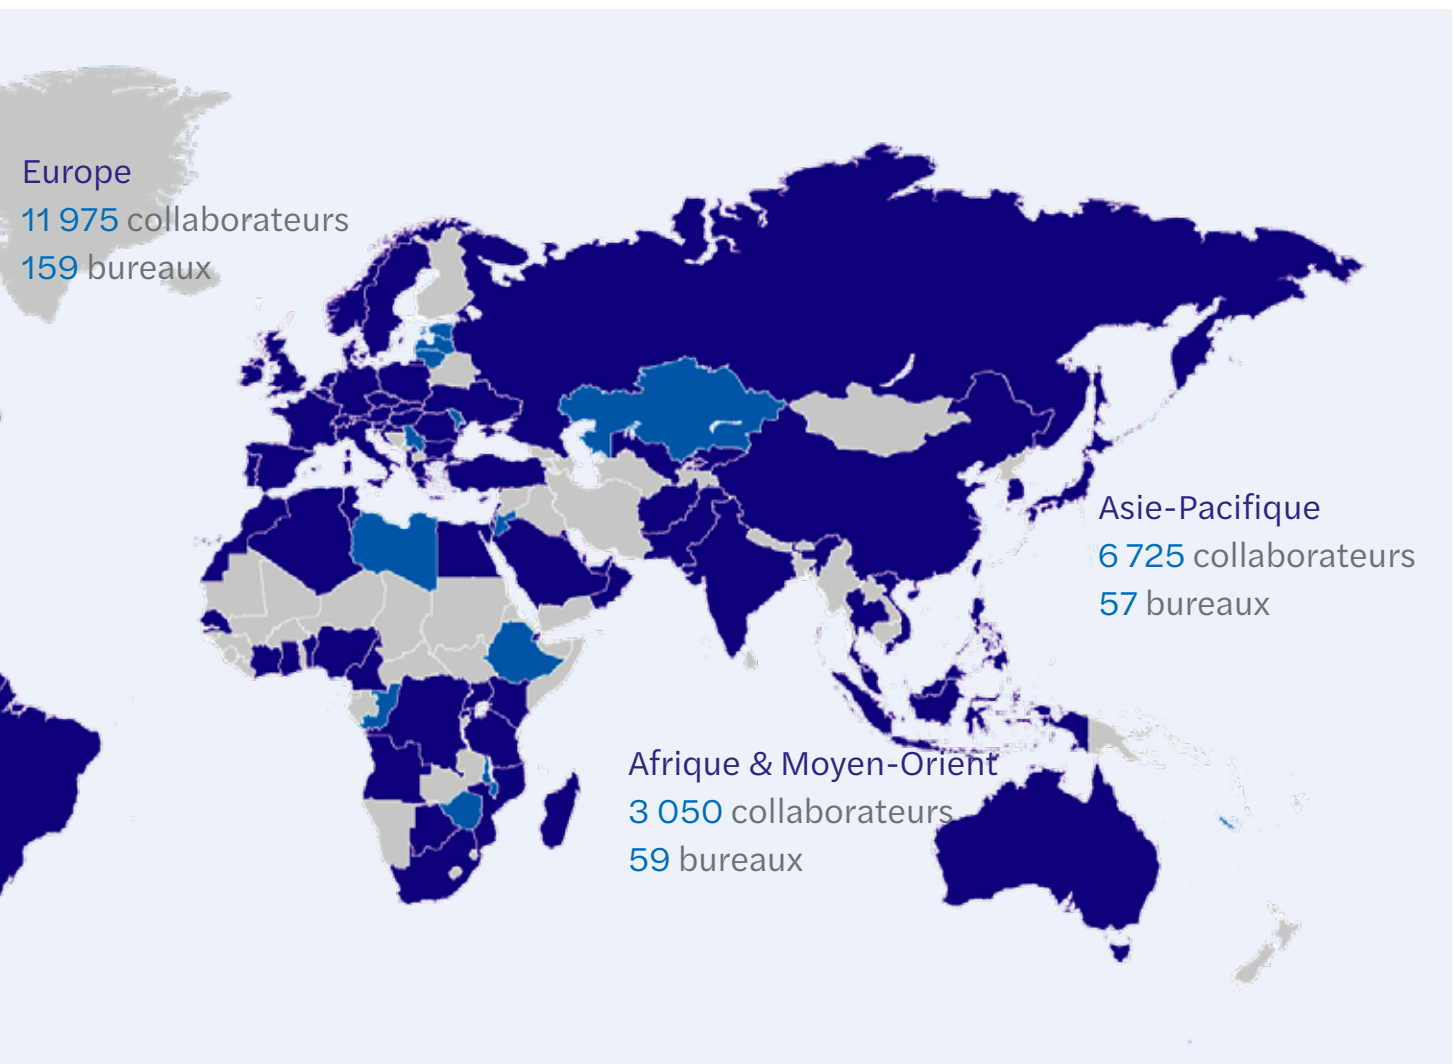 Europe
11 975 collaborateurs
159 bureaux
Asie-Pacifique
6 725 collaborateurs
57 bureaux
Afrique & Moyen-Orient
3 050 collaborateurs
59 bureaux